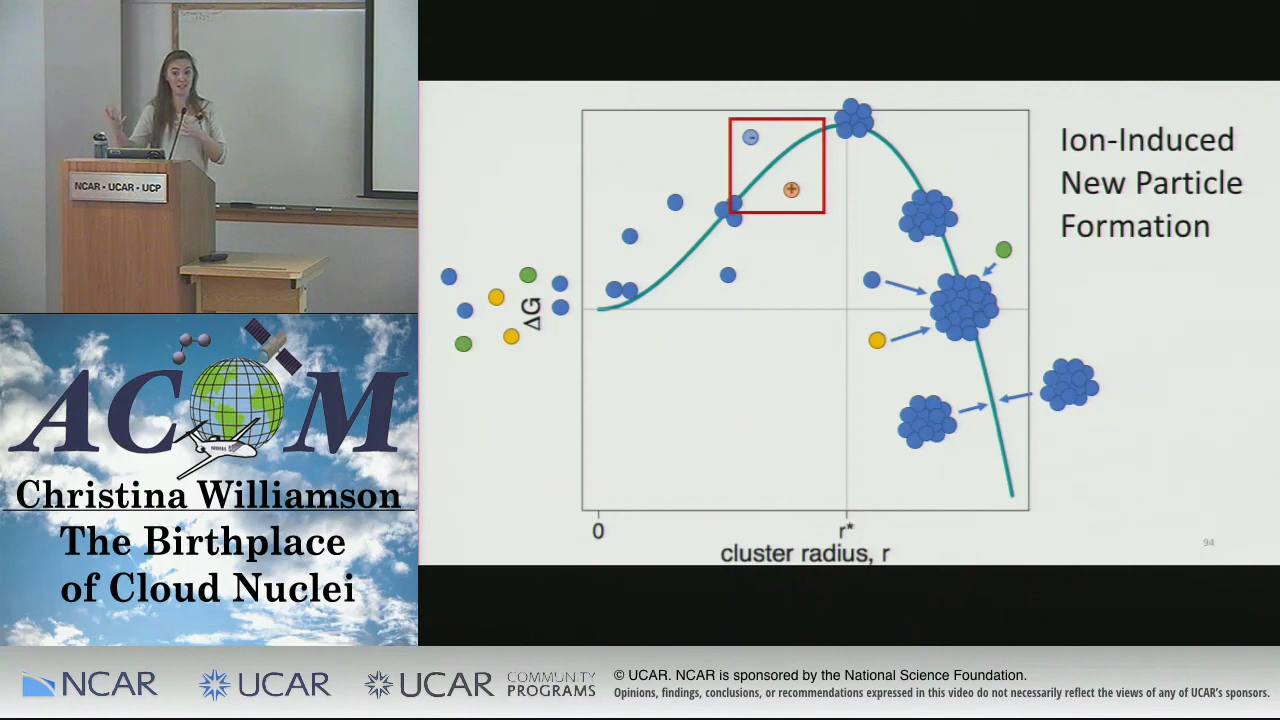 NCAR - UCAR - UCP
ACOM
Christina Williamson
The Birthplace
of Cloud Nuclei
Ion-Induced
New Particle
Formation
-
+
ΔG
0
r*
cluster radius, r
94
NCAR
UCAR
UCAR
COMMUNITY
PROGRAMS
© UCAR. NCAR is sponsored by the National Science Foundation.
Opinions, findings, conclusions, or recommendations expressed in this video do not necessarily reflect the views of any of UCAR's sponsors.